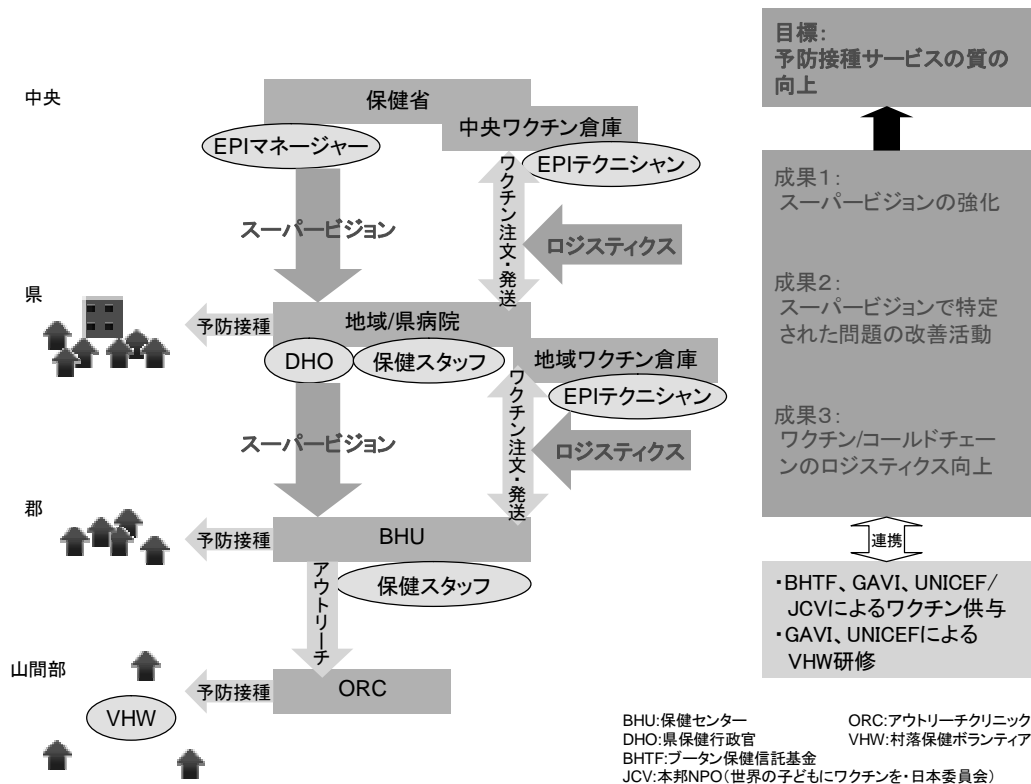 中央
保健省
中央ワクチン倉庫
EPIマネージャー
EPIテクニシャン
スーパービジョン
ワクチン注文・発送
ロジスティクス
県
予防接種
地域/県病院
DHO
保健スタッフ
地域ワクチン倉庫
EPIテクニシャン
スーパービジョン
ワクチン注文・発送
ロジスティクス
郡
予防接種
BHU
保健スタッフ
アウトリーチ
山間部
予防接種
ORC
VHW
目標:
予防接種サービスの質の
向上
成果1:
スーパービジョンの強化
成果2:
スーパービジョンで特定
された問題の改善活動
成果3:
ワクチン/コールドチェー
ンのロジスティクス向上
連携
・BHTF、GAVI、UNICEF/
JCVによるワクチン供与
・GAVI、UNICEFによる
VHW研修
BHU:保健センター ORC:アウトリーチクリニック
DHO:県保健行政官 VHW:村落保健ボランティア
BHTF:ブータン保健信託基金
JCV:本邦NPO(世界の子どもにワクチンを・日本委員会)